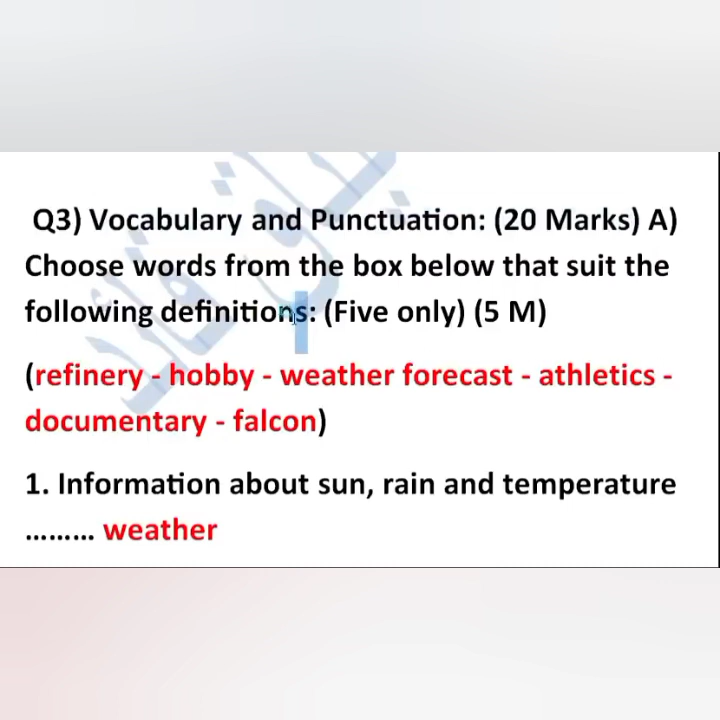 Q3) Vocabulary and Punctuation: (20 Marks) A)
Choose words from the box below that suit the
following definitions: (Five only) (5 M)
(refinery - hobby - weather forecast - athletics -
documentary - falcon)
1. Information about sun, rain and temperature
......... weather